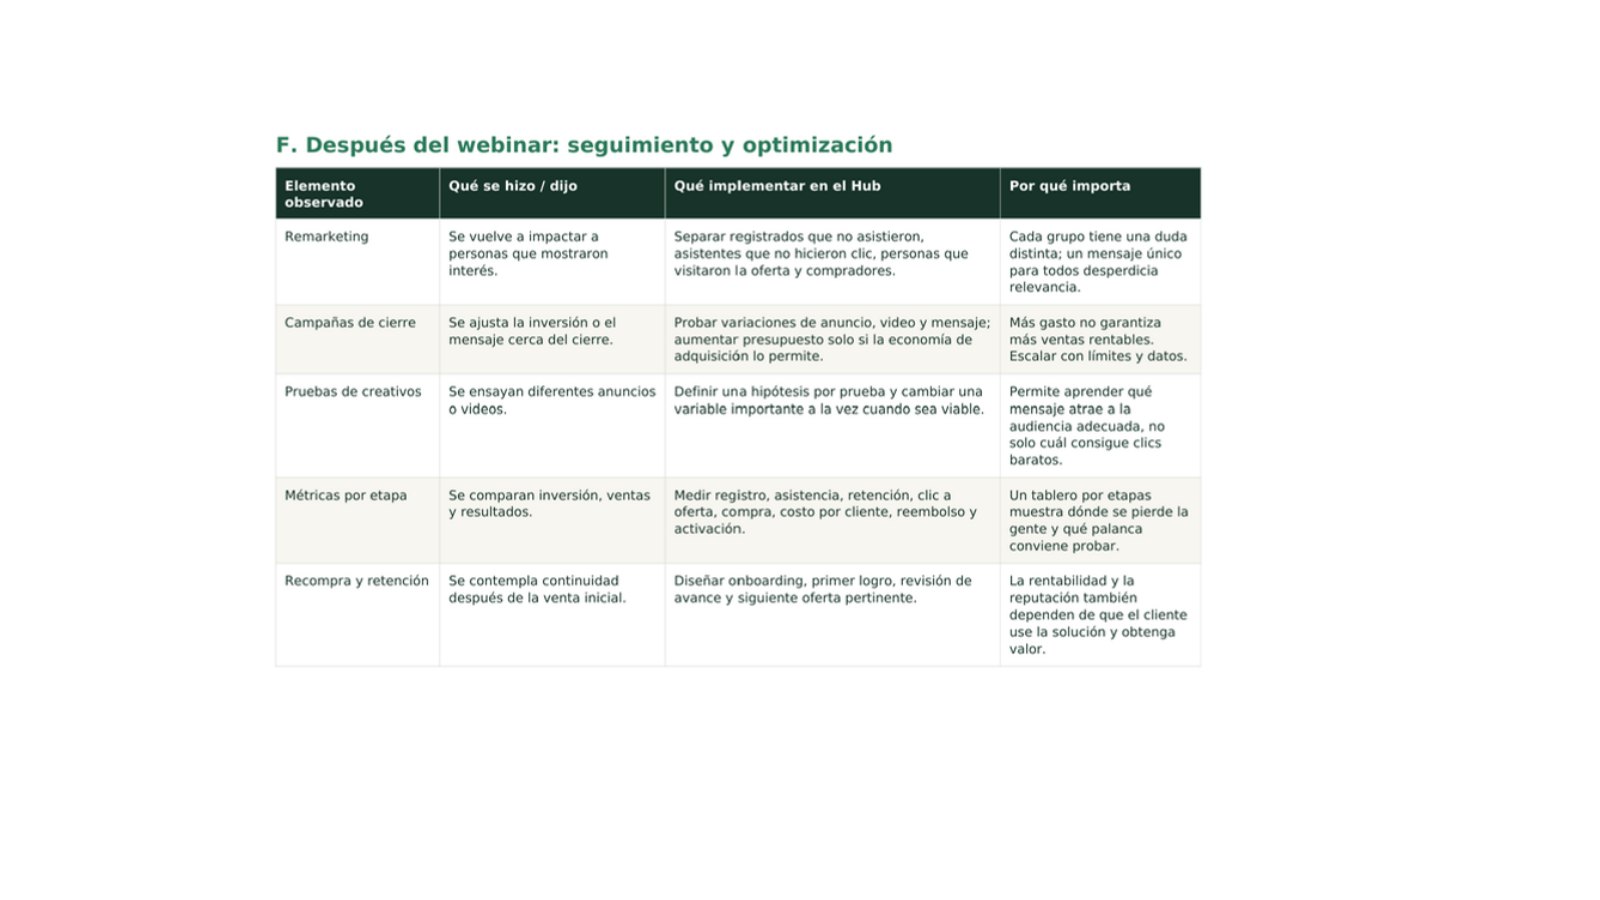 F. Después del webinar: seguimiento y optimización
Elemento
observado
Qué se hizo / dijo
Qué implementar en el Hub
Por qué importa
Remarketing
Se vuelve a impactar a
personas que mostraron
interés.
Separar registrados que no asistieron,
asistentes que no hicieron clic, personas que
visitaron la oferta y compradores.
Cada grupo tiene una duda
distinta; un mensaje único
para todos desperdicia
relevancia.
Campañas de cierre
Se ajusta la inversión o el
mensaje cerca del cierre.
Probar variaciones de anuncio, video y mensaje;
aumentar presupuesto solo si la economía de
adquisición lo permite.
Más gasto no garantiza
más ventas rentables.
Escalar con límites y datos.
Pruebas de creativos
Se ensayan diferentes anuncios
o videos.
Definir una hipótesis por prueba y cambiar una
variable importante a la vez cuando sea viable.
Permite aprender qué
mensaje atrae a la
audiencia adecuada, no
solo cuál consigue clics
baratos.
Métricas por etapa
Se comparan inversión, ventas
y resultados.
Medir registro, asistencia, retención, clic a
oferta, compra, costo por cliente, reembolso y
activación.
Un tablero por etapas
muestra dónde se pierde la
gente y qué palanca
conviene probar.
Recompra y retención
Se contempla continuidad
después de la venta inicial.
Diseñar onboarding, primer logro, revisión de
avance y siguiente oferta pertinente.
La rentabilidad y la
reputación también
dependen de que el cliente
use la solución y obtenga
valor.